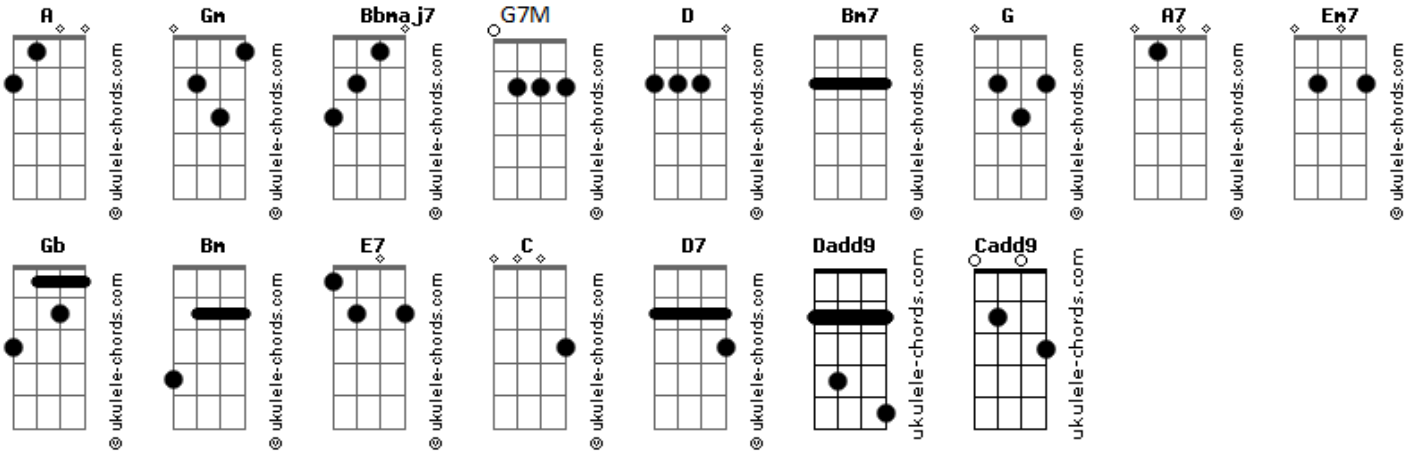 A Gm Bbmaj7 G7M D Bm7 G A7 Em7
© ukulele-chords.com © ukulele-chords.com © ukulele-chords.com © ukulele-chords.com © ukulele-chords.com © ukulele-chords.com © ukulele-chords.com © ukulele-chords.com © ukulele-chords.com
Gb Bm E7 C D7 Dadd9 Cadd9
© ukulele-chords.com © ukulele-chords.com © ukulele-chords.com © ukulele-chords.com © ukulele-chords.com ukulele-chords.com ukulele-chords.com